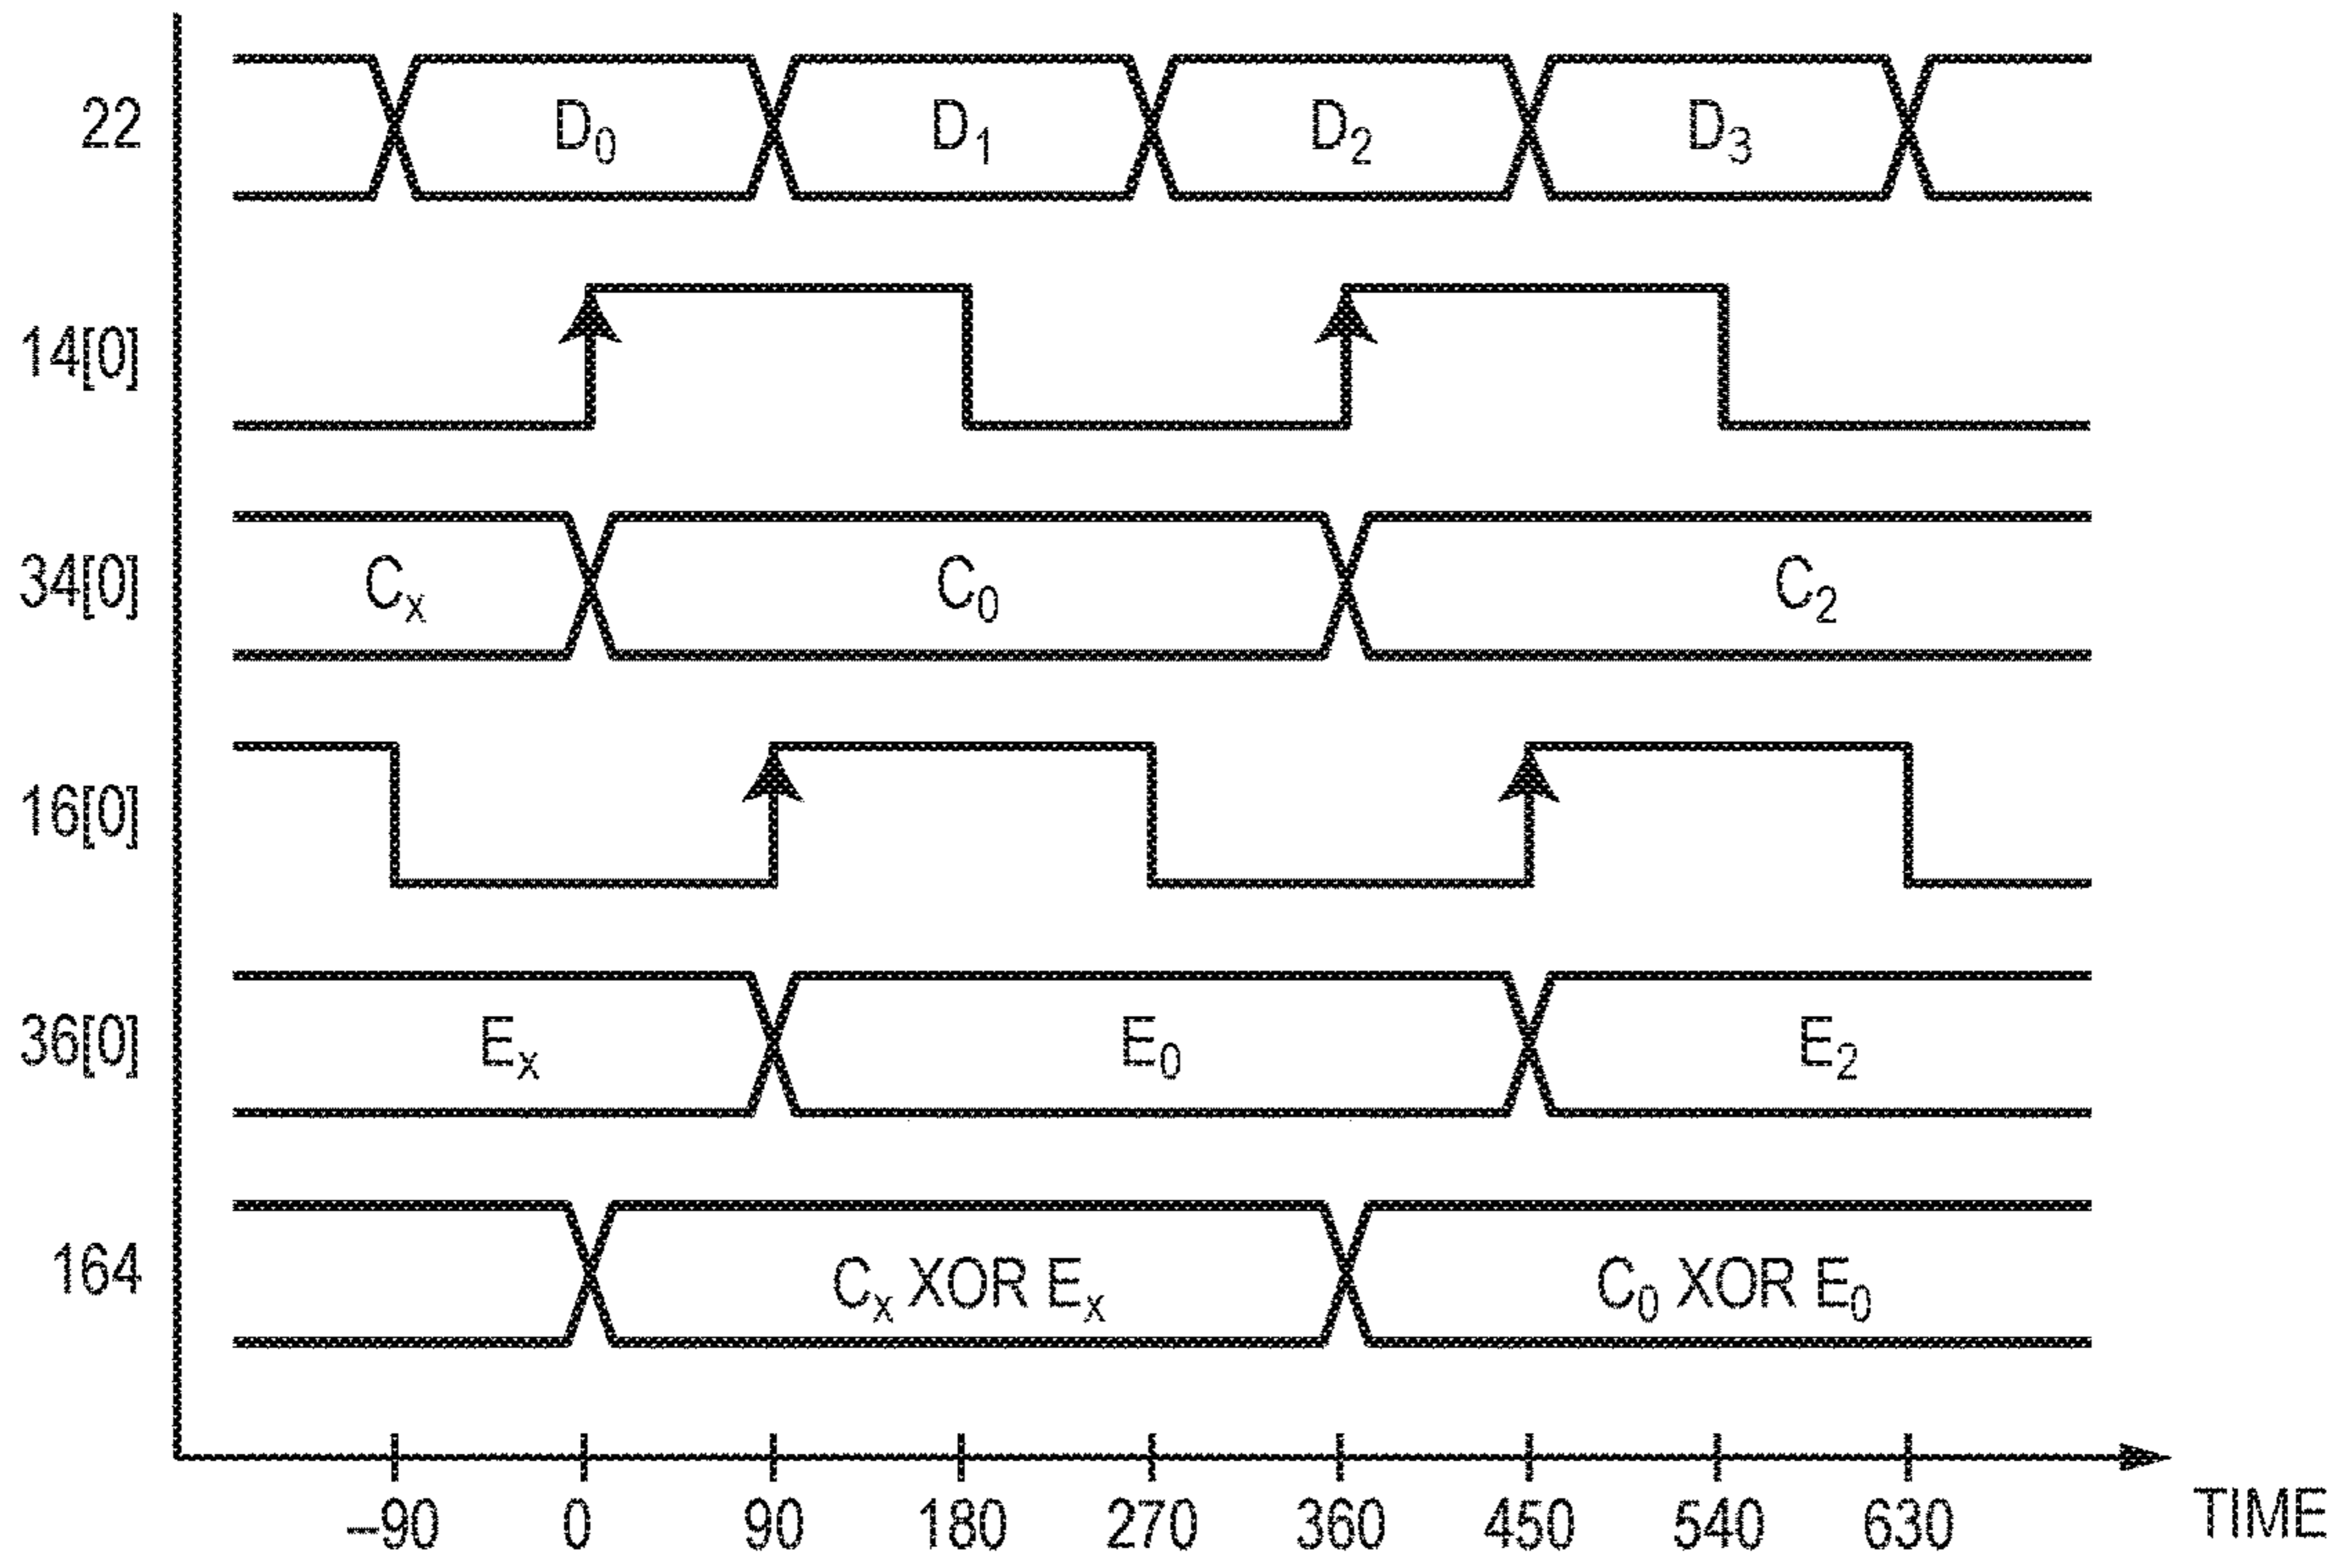 22 D₀ D₁ D₂ D₃
14[0]
34[0] Cₓ C₀ C₂
16[0]
36[0] Eₓ E₀ E₂
164 Cₓ XOR Eₓ C₀ XOR E₀
–90 0 90 180 270 360 450 540 630 TIME